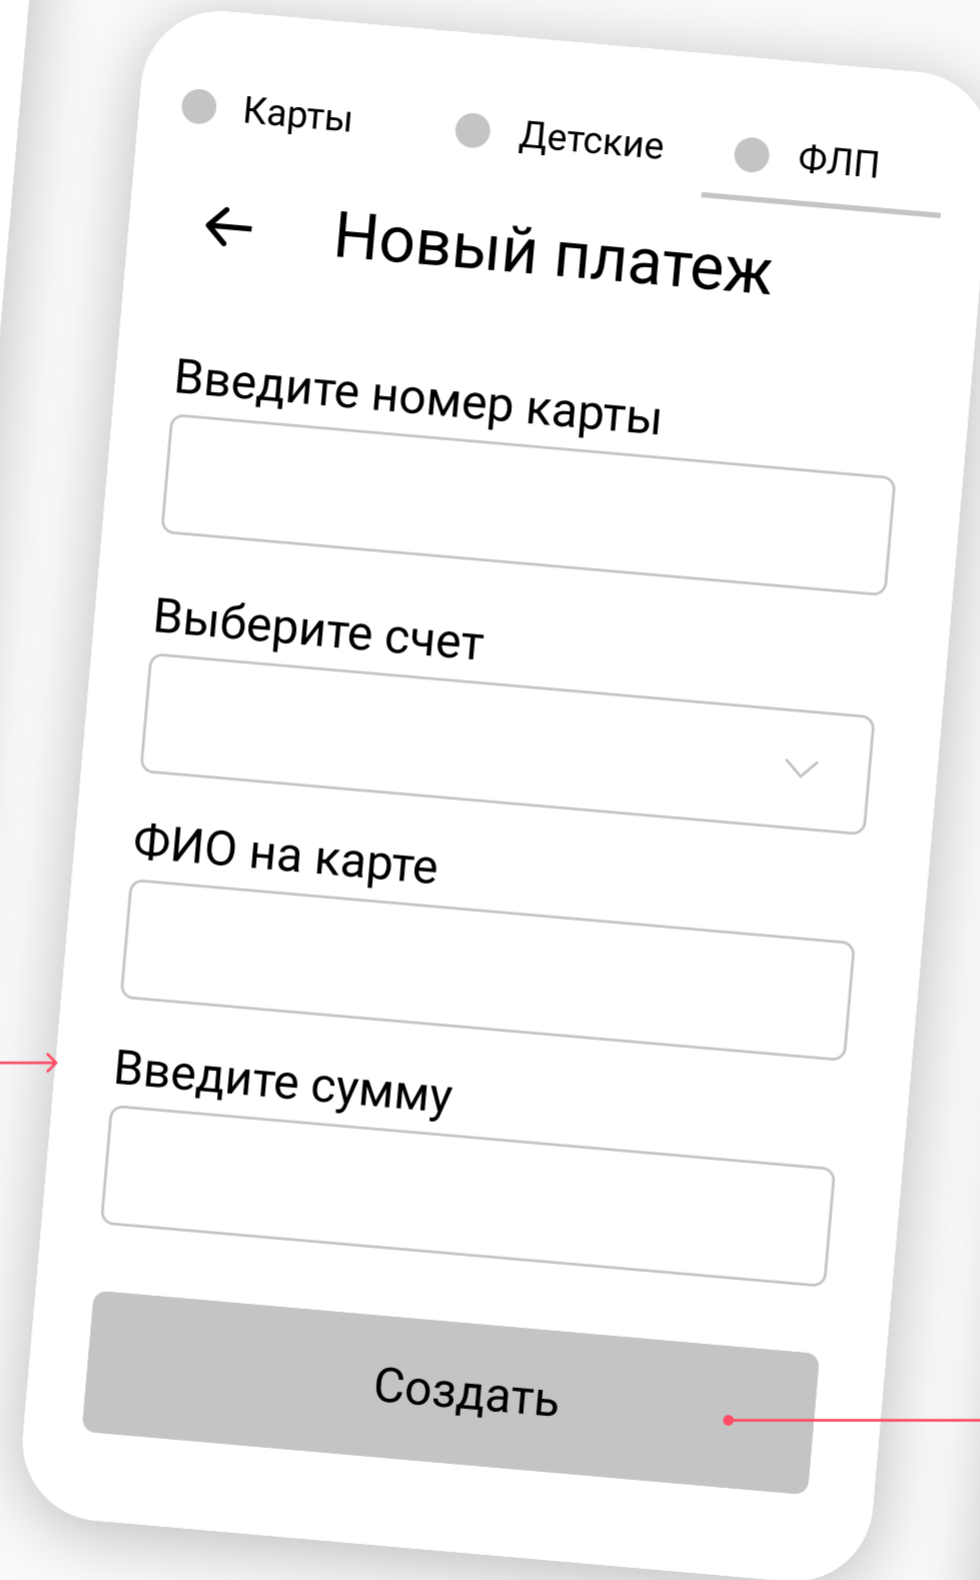 Карты
Детские
ФЛП
Новый платеж
Введите номер карты
Выберите счет
ФИО на карте
Введите сумму
Создать